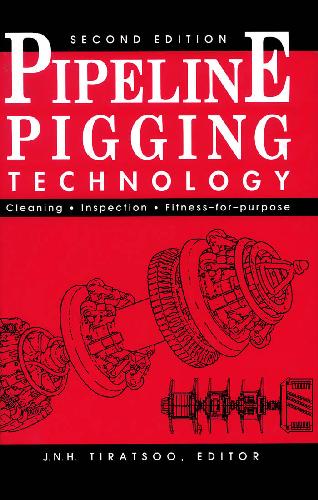 SECOND EDITION
PIPELINE
PIGGING
TECHNOLOGY
Cleaning • Inspection • Fitness-for-purpose
J.N.H. TIRATSOO, EDITOR